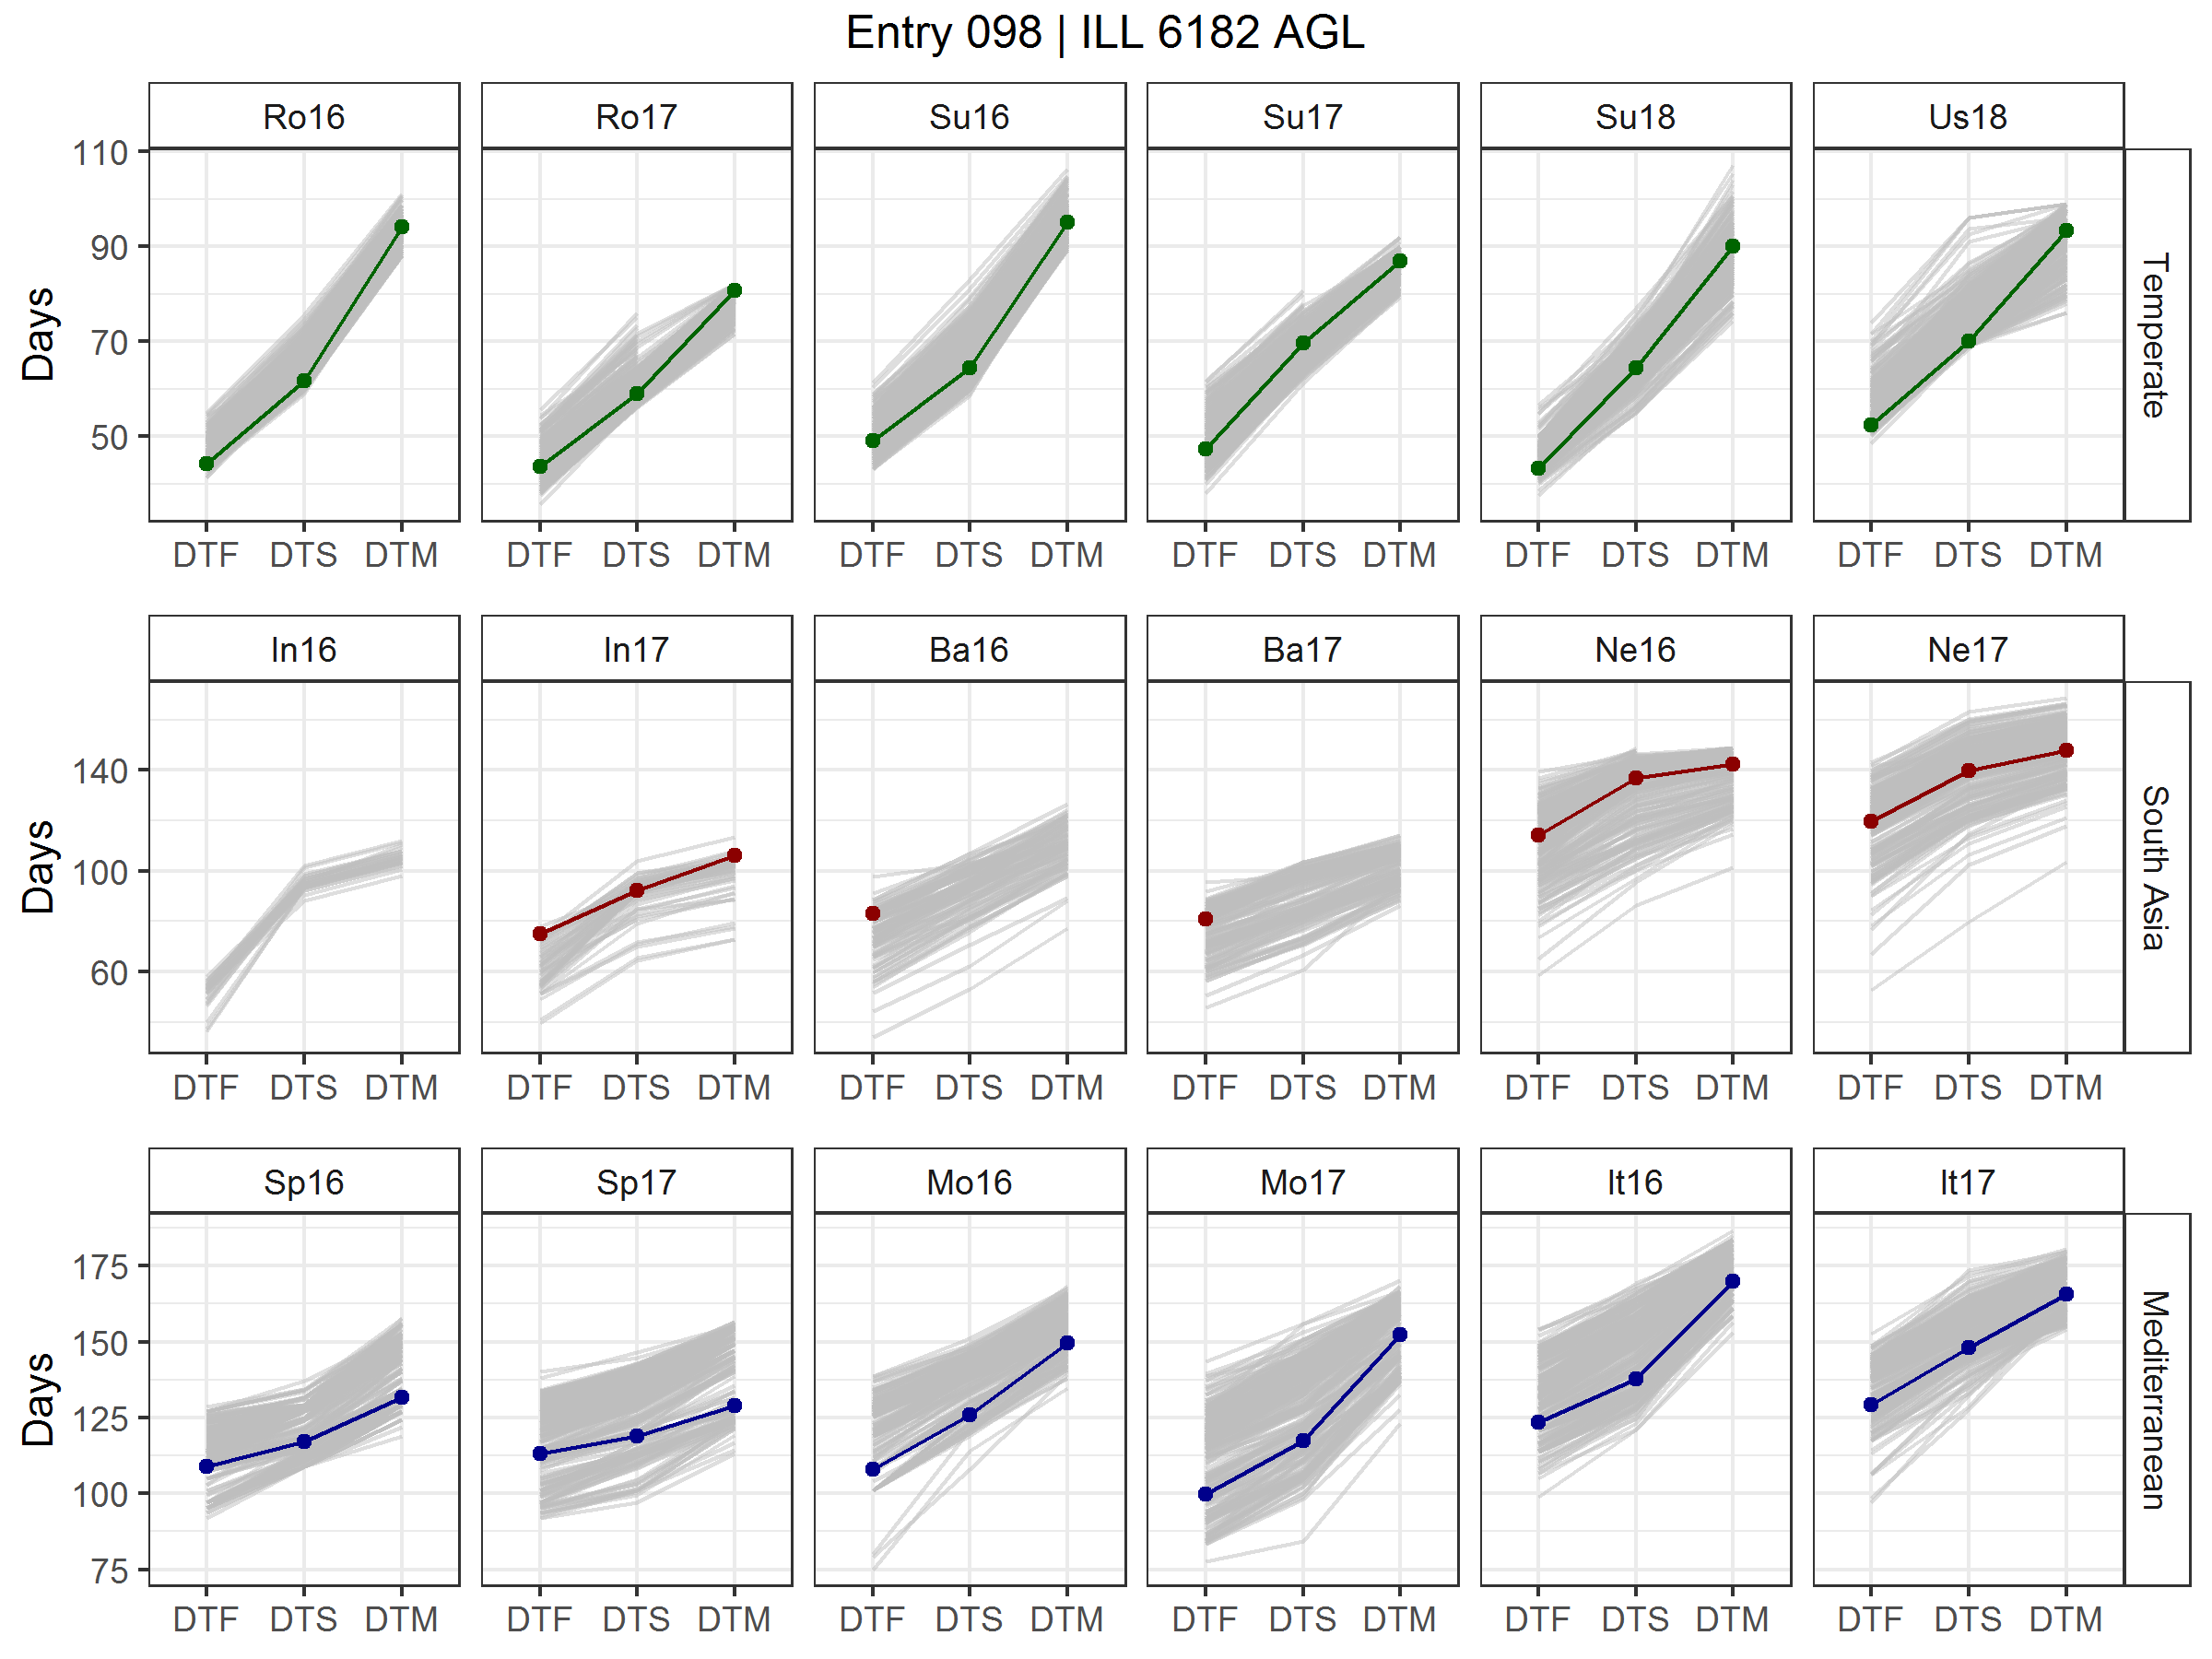 Entry 098 | ILL 6182 AGL
Ro16 Ro17 Su16 Su17 Su18 Us18
110
90
70
50
Days
Temperate
DTF DTS DTM DTF DTS DTM DTF DTS DTM DTF DTS DTM DTF DTS DTM DTF DTS DTM
In16 In17 Ba16 Ba17 Ne16 Ne17
140
100
60
Days
South Asia
DTF DTS DTM DTF DTS DTM DTF DTS DTM DTF DTS DTM DTF DTS DTM DTF DTS DTM
Sp16 Sp17 Mo16 Mo17 It16 It17
175
150
125
100
75
Days
Mediterranean
DTF DTS DTM DTF DTS DTM DTF DTS DTM DTF DTS DTM DTF DTS DTM DTF DTS DTM